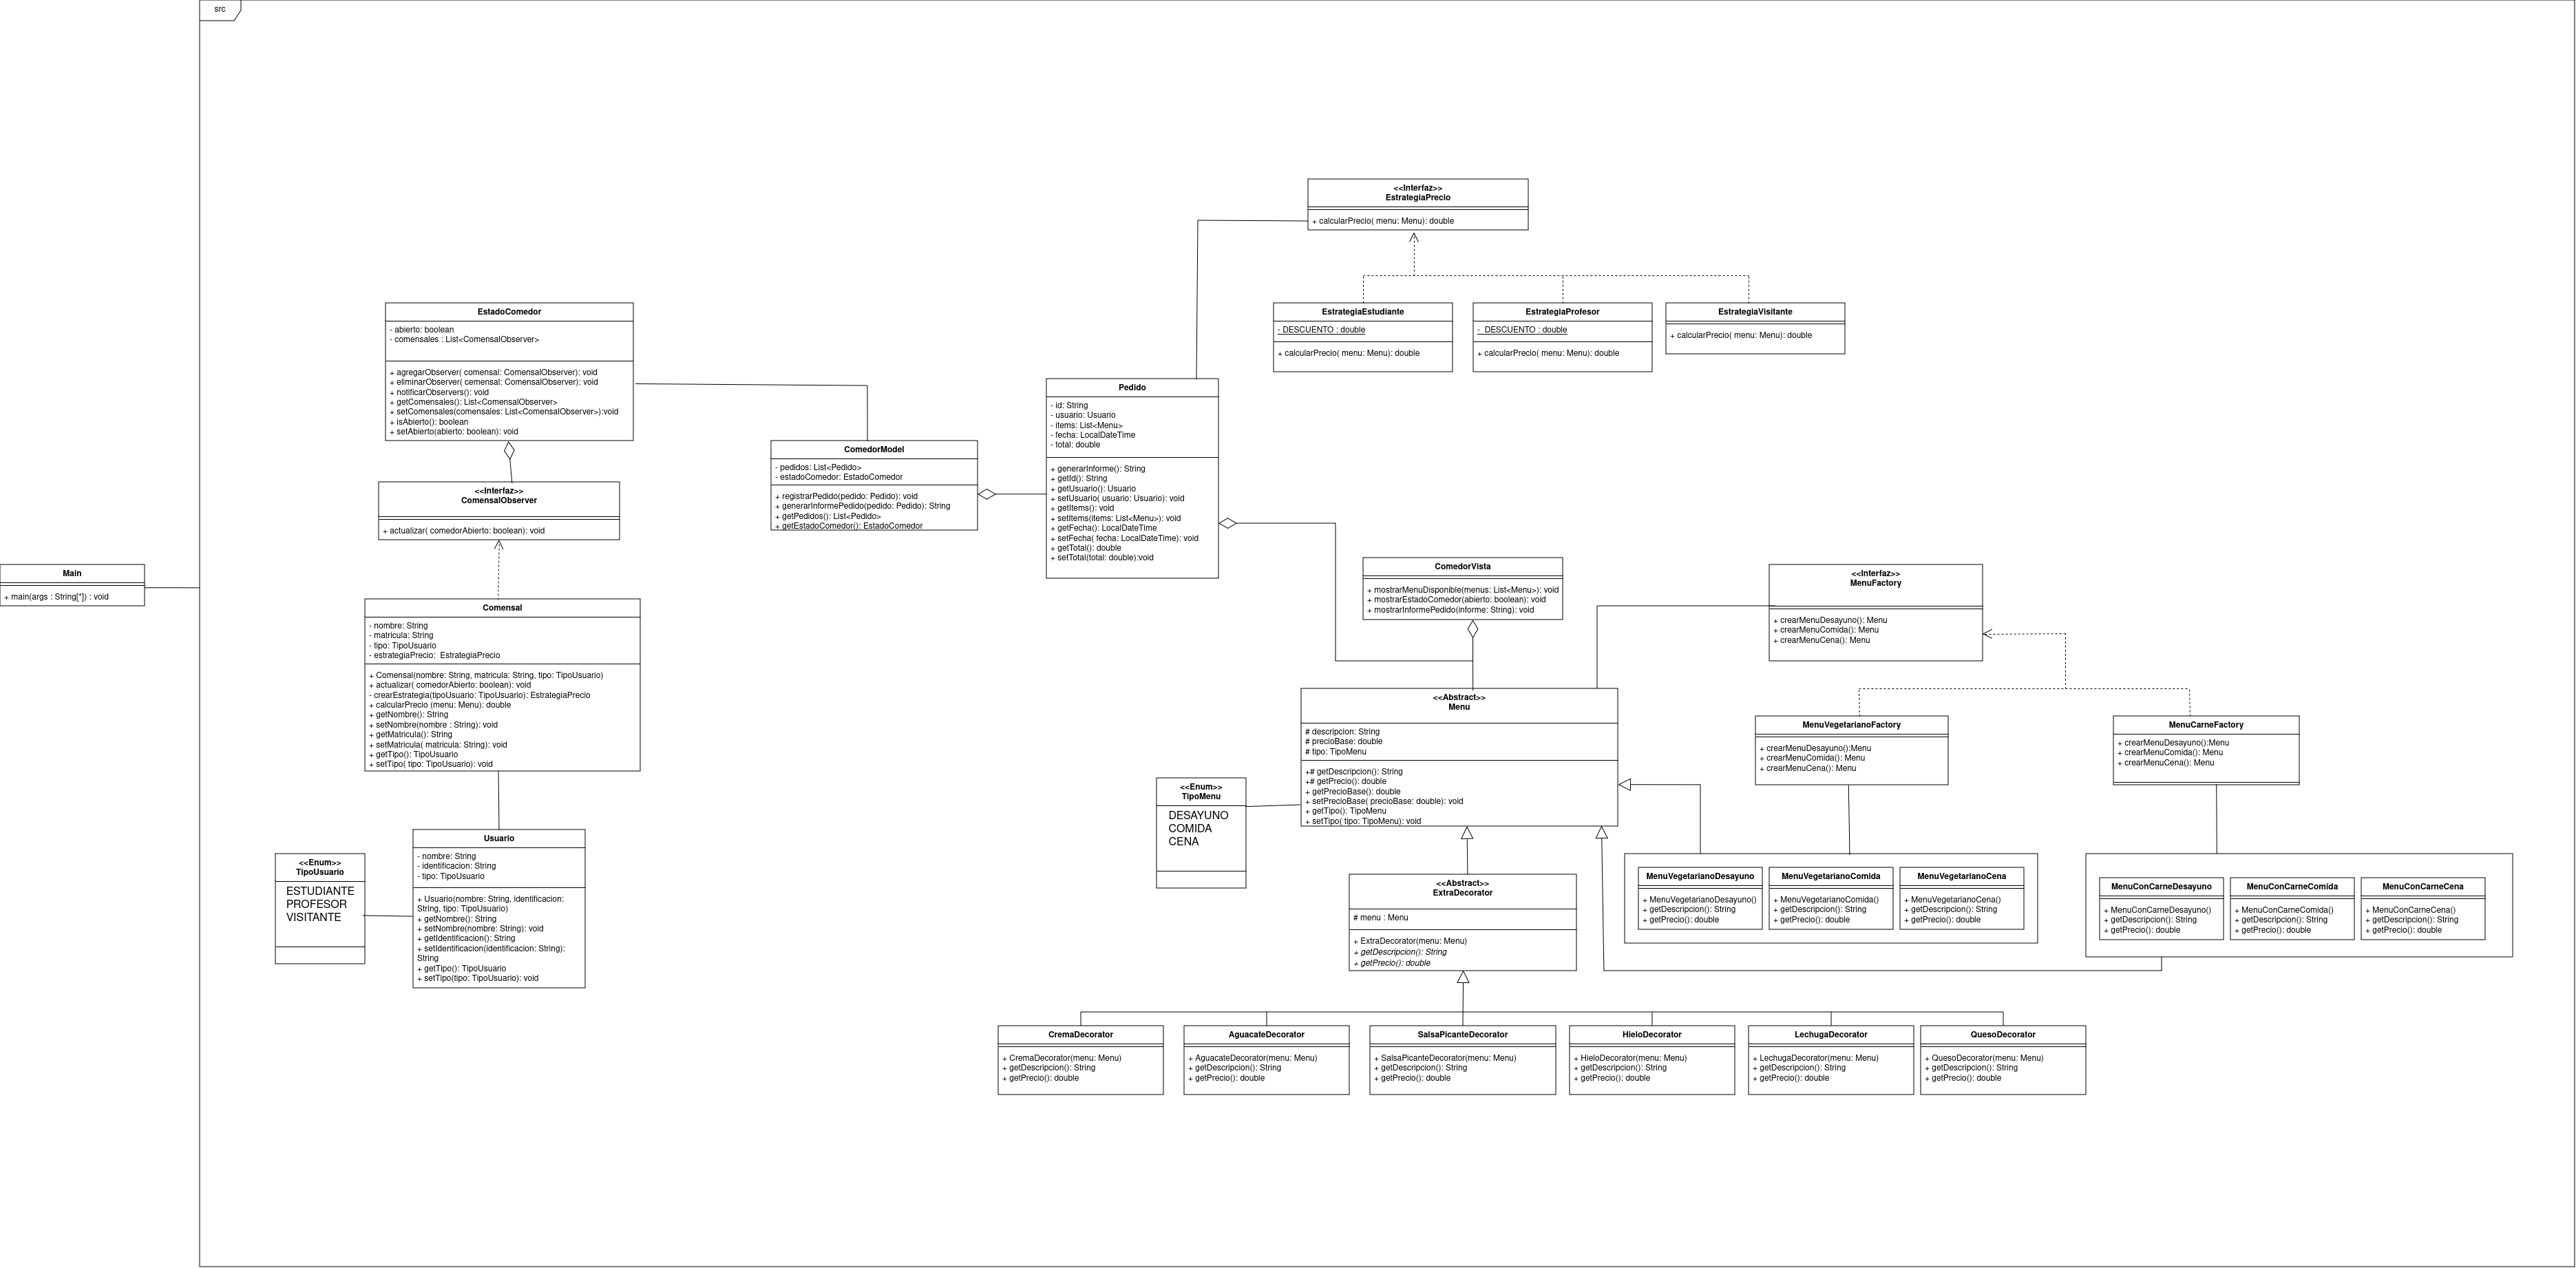 src
<<Interfaz>>
EstrategiaPrecio
+ calcularPrecio( menu: Menu): double
EstrategiaEstudiante
- DESCUENTO : double
+ calcularPrecio( menu: Menu): double
EstrategiaProfesor
- DESCUENTO : double
+ calcularPrecio( menu: Menu): double
EstrategiaVisitante
+ calcularPrecio( menu: Menu): double
EstadoComedor
- abierto: boolean
- comensales : List<ComensalObserver>
+ agregarObserver( comensal: ComensalObserver): void
+ eliminarObserver( cemensal: ComensalObserver): void
+ notificarObservers(): void
+ getComensales(): List<ComensalObserver>
+ setComensales(comensales: List<ComensalObserver>):void
+ isAbierto(): boolean
+ setAbierto(abierto: boolean): void
Pedido
- id: String
- usuario: Usuario
- items: List<Menu>
- fecha: LocalDateTime
- total: double
+ generarInforme(): String
+ getId(): String
+ getUsuario(): Usuario
+ setUsuario( usuario: Usuario): void
+ getItems(): void
+ setItems(items: List<Menu>): void
+ getFecha(): LocalDateTime
+ setFecha( fecha: LocalDateTime): void
+ getTotal(): double
+ setTotal(total: double):void
ComedorModel
- pedidos: List<Pedido>
- estadoComedor: EstadoComedor
+ registrarPedido(pedido: Pedido): void
+ generarInformePedido(pedido: Pedido): String
+ getPedidos(): List<Pedido>
+ getEstadoComedor(): EstadoComedor
<<Interfaz>>
ComensalObserver
+ actualizar( comedorAbierto: boolean): void
Main
+ main(args : String[*]) : void
ComedorVista
+ mostrarMenuDisponible(menus: List<Menu>): void
+ mostrarEstadoComedor(abierto: boolean): void
+ mostrarInformePedido(informe: String): void
<<Interfaz>>
MenuFactory
+ crearMenuDesayuno(): Menu
+ crearMenuComida(): Menu
+ crearMenuCena(): Menu
Comensal
- nombre: String
- matricula: String
- tipo: TipoUsuario
- estrategiaPrecio:  EstrategiaPrecio
+ Comensal(nombre: String, matricula: String, tipo: TipoUsuario)
+ actualizar( comedorAbierto: boolean): void
- crearEstrategia(tipoUsuario: TipoUsuario): EstrategiaPrecio
+ calcularPrecio (menu: Menu): double
+ getNombre(): String
+ setNombre(nombre : String): void
+ getMatricula(): String
+ setMatricula( matricula: String): void
+ getTipo(): TipoUsuario
+ setTipo( tipo: TipoUsuario): void
<<Abstract>>
Menu
# descripcion: String
# precioBase: double
# tipo: TipoMenu
+# getDescripcion(): String
+# getPrecio(): double
+ getPrecioBase(): double
+ setPrecioBase( precioBase: double): void
+ getTipo(): TipoMenu
+ setTipo( tipo: TipoMenu): void
MenuVegetarianoFactory
+ crearMenuDesayuno():Menu
+ crearMenuComida(): Menu
+ crearMenuCena(): Menu
MenuCarneFactory
+ crearMenuDesayuno():Menu
+ crearMenuComida(): Menu
+ crearMenuCena(): Menu
<<Enum>>
TipoMenu
DESAYUNO
COMIDA
CENA
Usuario
- nombre: String
- identificacion: String
- tipo: TipoUsuario
+ Usuario(nombre: String, identificacion:
String, tipo: TipoUsuario)
+ getNombre(): String
+ setNombre(nombre: String): void
+ getIdentificacion(): String
+ setIdentificacion(identificacion: String):
String
+ getTipo(): TipoUsuario
+ setTipo(tipo: TipoUsuario): void
<<Enum>>
TipoUsuario
ESTUDIANTE
PROFESOR
VISITANTE
<<Abstract>>
ExtraDecorator
# menu : Menu
+ ExtraDecorator(menu: Menu)
+ getDescripcion(): String
+ getPrecio(): double
MenuVegetarianoDesayuno
+ MenuVegetarianoDesayuno()
+ getDescripcion(): String
+ getPrecio(): double
MenuVegetarianoComida
+ MenuVegetarianoComida()
+ getDescripcion(): String
+ getPrecio(): double
MenuVegetarianoCena
+ MenuVegetarianoCena()
+ getDescripcion(): String
+ getPrecio(): double
MenuConCarneDesayuno
+ MenuConCarneDesayuno()
+ getDescripcion(): String
+ getPrecio(): double
MenuConCarneComida
+ MenuConCarneComida()
+ getDescripcion(): String
+ getPrecio(): double
MenuConCarneCena
+ MenuConCarneCena()
+ getDescripcion(): String
+ getPrecio(): double
CremaDecorator
+ CremaDecorator(menu: Menu)
+ getDescripcion(): String
+ getPrecio(): double
AguacateDecorator
+ AguacateDecorator(menu: Menu)
+ getDescripcion(): String
+ getPrecio(): double
SalsaPicanteDecorator
+ SalsaPicanteDecorator(menu: Menu)
+ getDescripcion(): String
+ getPrecio(): double
HieloDecorator
+ HieloDecorator(menu: Menu)
+ getDescripcion(): String
+ getPrecio(): double
LechugaDecorator
+ LechugaDecorator(menu: Menu)
+ getDescripcion(): String
+ getPrecio(): double
QuesoDecorator
+ QuesoDecorator(menu: Menu)
+ getDescripcion(): String
+ getPrecio(): double